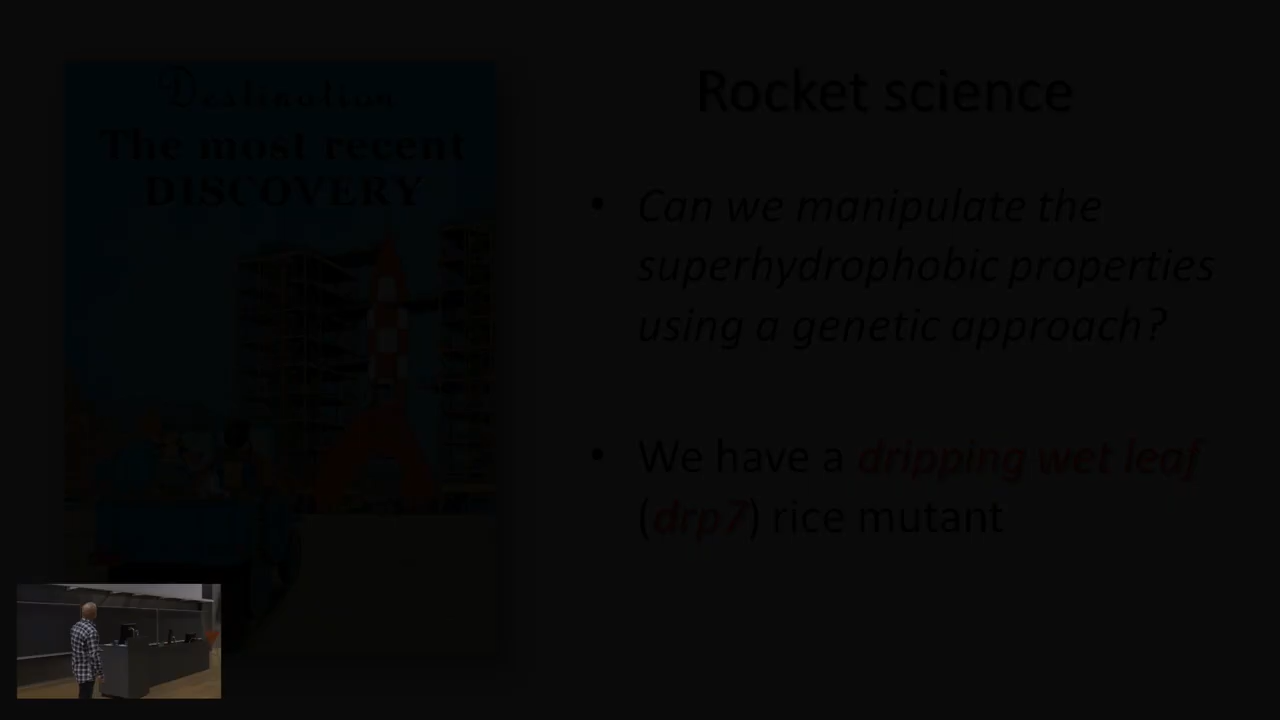 Destination
The most recent
DISCOVERY
Rocket science
• Can we manipulate the
superhydrophobic properties
using a genetic approach?
• We have a dripping wet leaf
(drp7) rice mutant